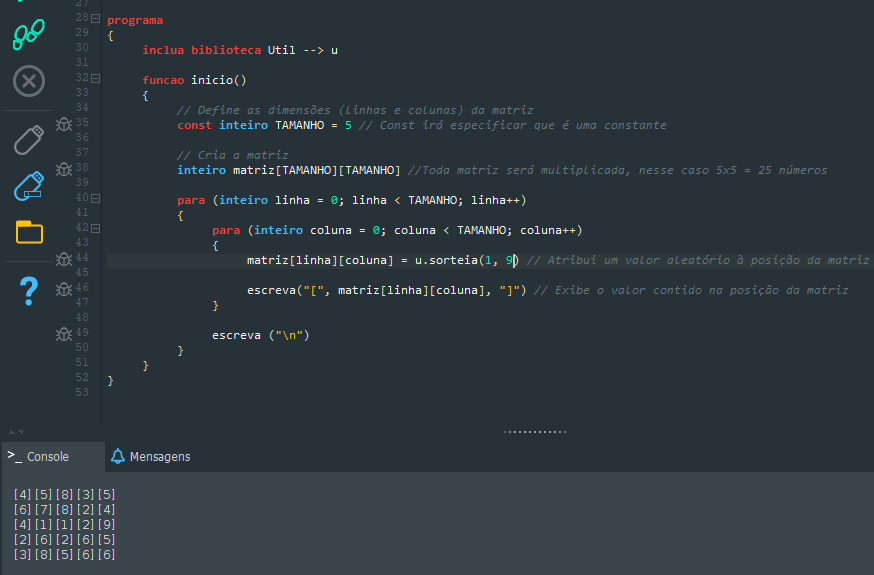 27
28 programa
29 {
30 inclua biblioteca Util --> u
31
32 funcao inicio()
33 {
34 // Define as dimensões (linhas e colunas) da matriz
35 const inteiro TAMANHO = 5 // Const irá especificar que é uma constante
36
37 // Cria a matriz
38 inteiro matriz[TAMANHO][TAMANHO] //Toda matriz será multiplicada, nesse caso 5x5 = 25 números
39
40 para (inteiro linha = 0; linha < TAMANHO; linha++)
41 {
42 para (inteiro coluna = 0; coluna < TAMANHO; coluna++)
43 {
44 matriz[linha][coluna] = u.sorteia(1, 9) // Atribui um valor aleatório à posição da matriz
45
46 escreva("[", matriz[linha][coluna], "]") // Exibe o valor contido na posição da matriz
47 }
48
49 escreva ("\n")
50 }
51 }
52 }
53
>_ Console Mensagens
[4][5][8][3][5]
[6][7][8][2][4]
[4][1][1][2][9]
[2][6][2][6][5]
[3][8][5][6][6]